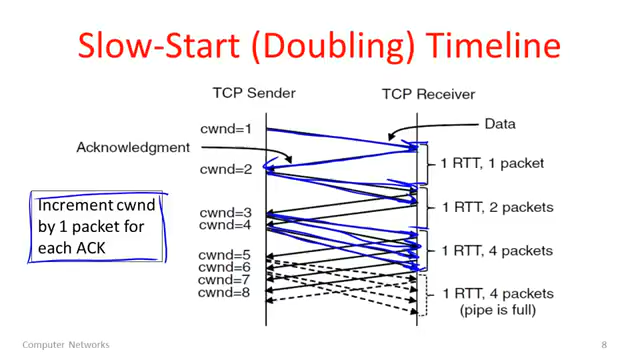 Slow-Start (Doubling) Timeline
TCP Sender
TCP Receiver
cwnd=1
Data
Acknowledgment
1 RTT, 1 packet
cwnd=2
Increment cwnd
by 1 packet for
each ACK
1 RTT, 2 packets
cwnd=3
cwnd=4
1 RTT, 4 packets
cwnd=5
cwnd=6
cwnd=7
cwnd=8
1 RTT, 4 packets
(pipe is full)
Computer Networks
8